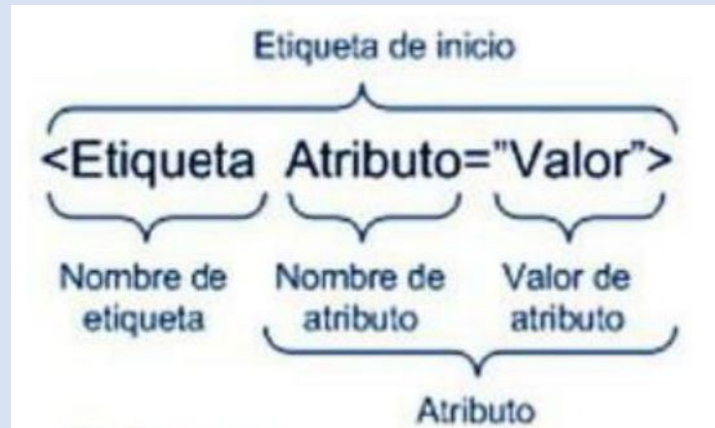 Etiqueta de inicio
<Etiqueta Atributo="Valor">
Nombre de etiqueta
Nombre de atributo
Valor de atributo
Atributo